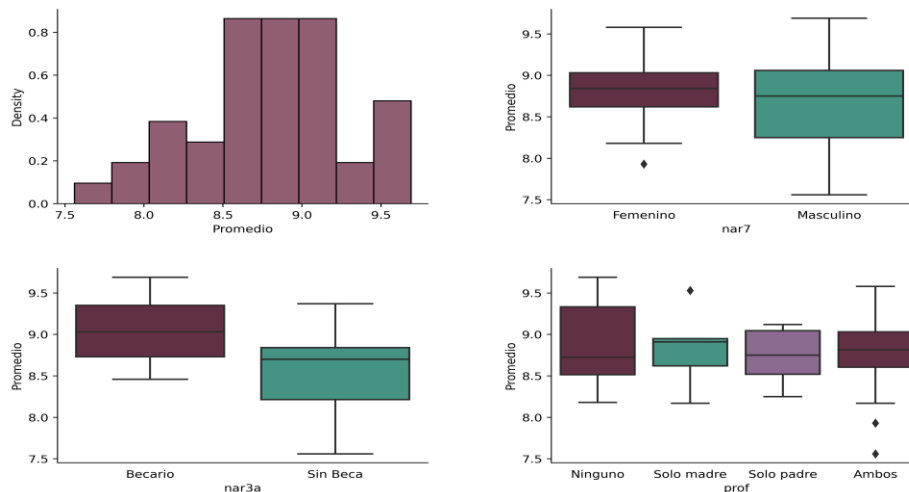 Density
0.8
0.6
0.4
0.2
0.0
7.5 8.0 8.5 9.0 9.5
Promedio
Promedio
9.5
9.0
8.5
8.0
7.5
Femenino Masculino
nar7
Promedio
9.5
9.0
8.5
8.0
7.5
Becario Sin Beca
nar3a
Promedio
9.5
9.0
8.5
8.0
7.5
Ninguno Solo madre Solo padre Ambos
prof